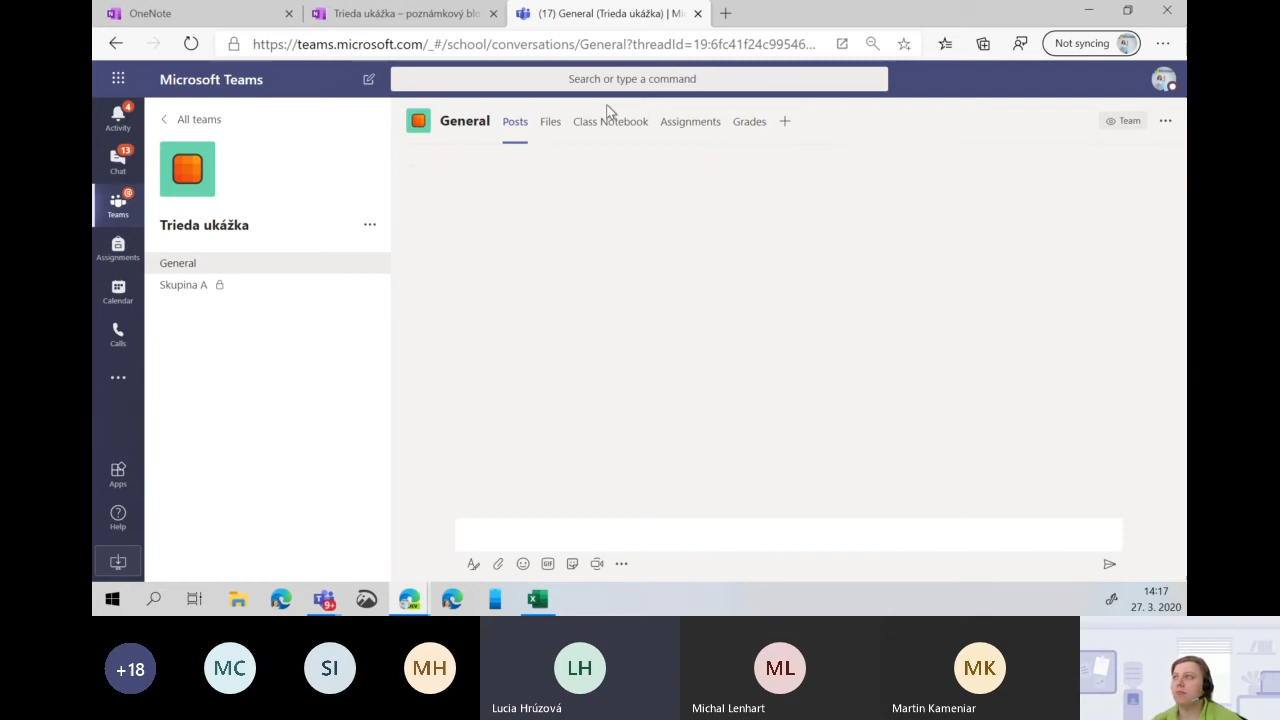 OneNote
Trieda ukážka – poznámkový blo
(17) General (Trieda ukážka) | Mi
https://teams.microsoft.com/_#/school/conversations/General?threadId=19:6fc41f24c99546...
Not syncing
Microsoft Teams
Search or type a command
4
Activity
13
Chat
@
Teams
Assignments
Calendar
Calls
Apps
Help
All teams
Trieda ukážka
General
Skupina A
General
Posts
Files
Class Notebook
Assignments
Grades
Team
GIF
9+
14:17
27. 3. 2020
+18
MC
SI
MH
LH
Lucia Hrúzová
ML
Michal Lenhart
MK
Martin Kameniar